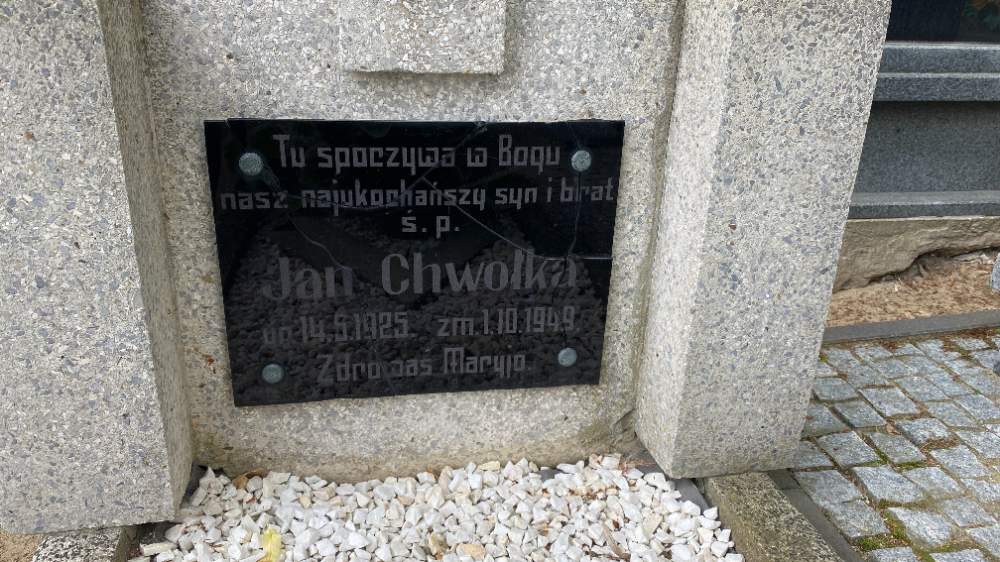 Tu spoczywa w Bogu
nasz najukochańszy syn i brat
ś. p.
Jan Chwołka
ur. 14.5.1925. zm 1.10.1949.
Zdrowaś Maryjo.